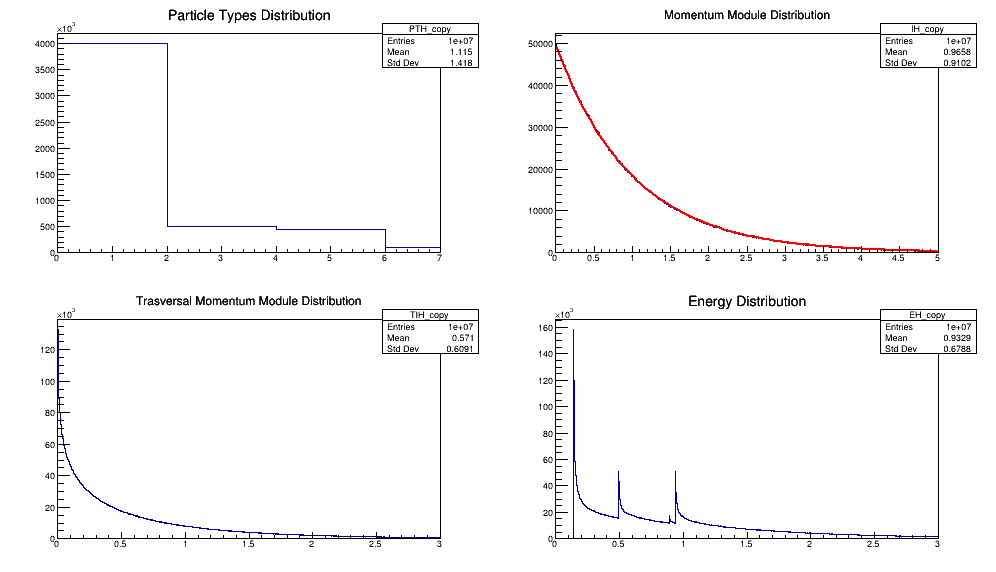 Particle Types Distribution
×10³
PTH_copy
Entries 1e+07
Mean 1.115
Std Dev 1.418
4000
3500
3000
2500
2000
1500
1000
500
0
0 1 2 3 4 5 6 7
Momentum Module Distribution
IH_copy
Entries 1e+07
Mean 0.9658
Std Dev 0.9102
50000
40000
30000
20000
10000
0
0 0.5 1 1.5 2 2.5 3 3.5 4 4.5 5
Trasversal Momentum Module Distribution
×10³
TIH_copy
Entries 1e+07
Mean 0.571
Std Dev 0.6091
120
100
80
60
40
20
0
0 0.5 1 1.5 2 2.5 3
Energy Distribution
×10³
EH_copy
Entries 1e+07
Mean 0.9329
Std Dev 0.6788
160
140
120
100
80
60
40
20
0
0 0.5 1 1.5 2 2.5 3